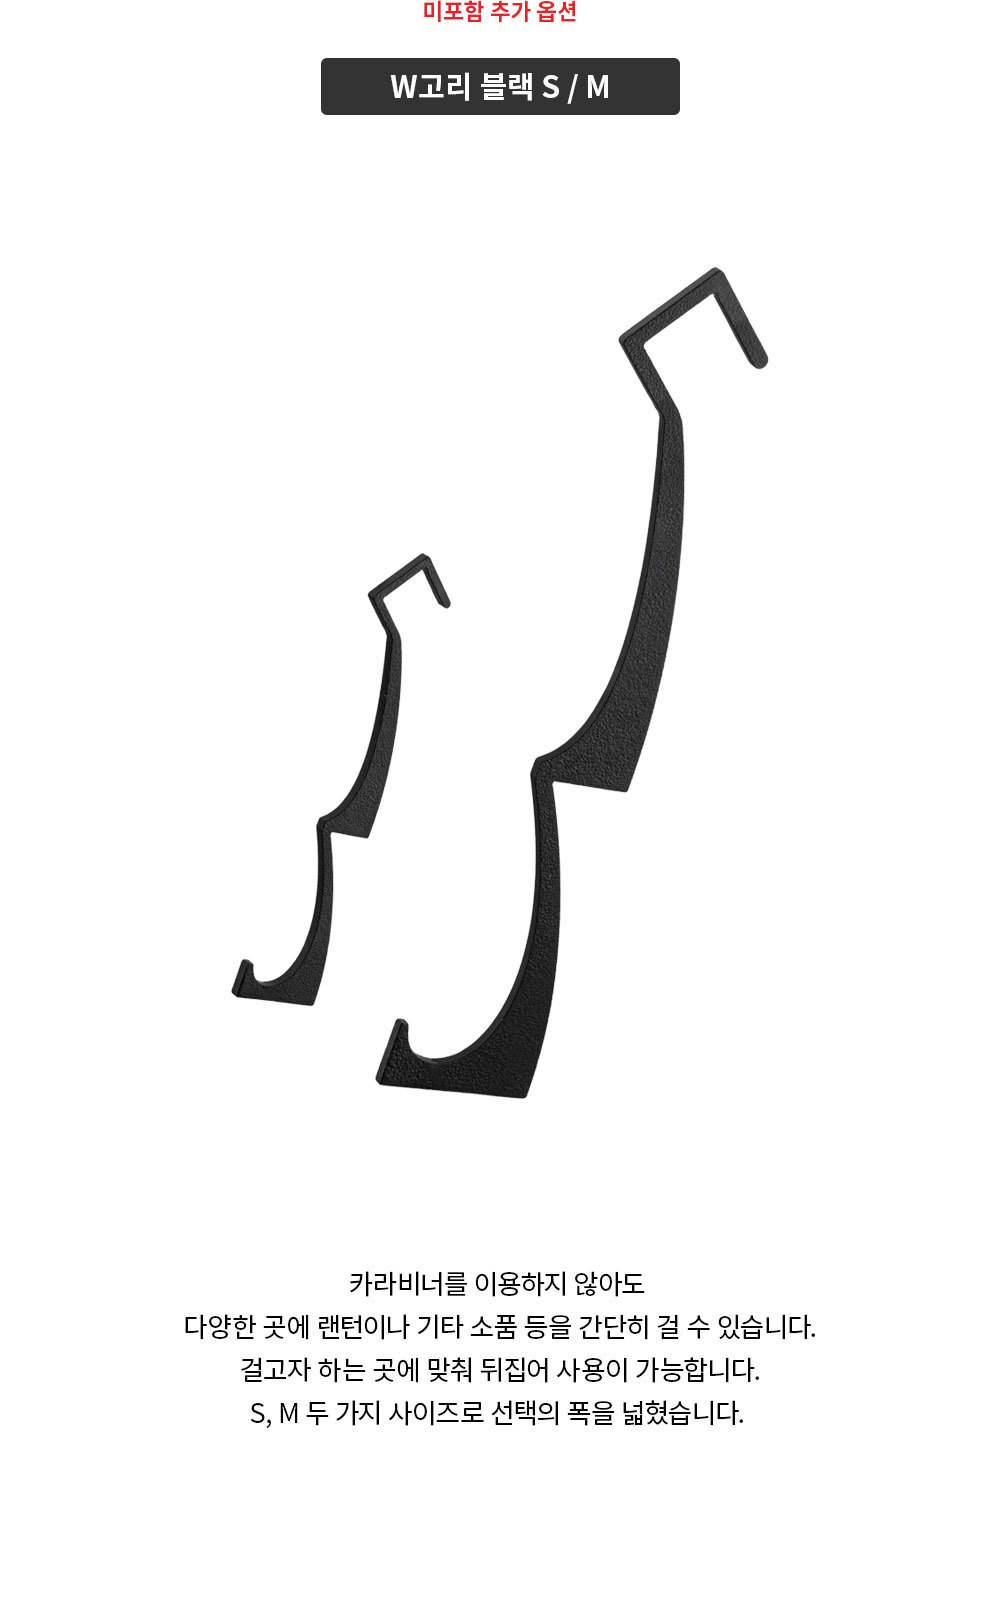 미포함 추가 옵션
W고리 블랙 S / M
카라비너를 이용하지 않아도
다양한 곳에 랜턴이나 기타 소품 등을 간단히 걸 수 있습니다.
걸고자 하는 곳에 맞춰 뒤집어 사용이 가능합니다.
S, M 두 가지 사이즈로 선택의 폭을 넓혔습니다.